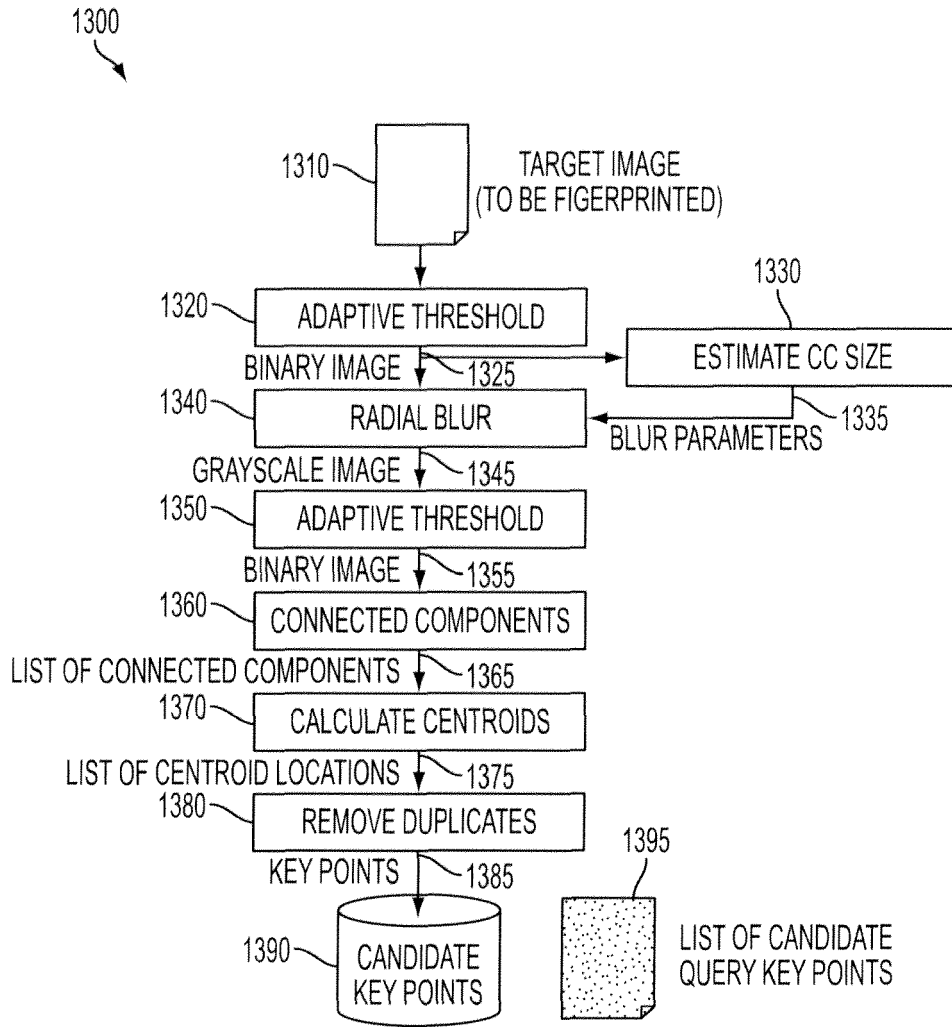 1300
1310
TARGET IMAGE
(TO BE FIGERPRINTED)
1320
ADAPTIVE THRESHOLD
1330
ESTIMATE CC SIZE
BINARY IMAGE
1325
1335
BLUR PARAMETERS
1340
RADIAL BLUR
GRAYSCALE IMAGE
1345
1350
ADAPTIVE THRESHOLD
BINARY IMAGE
1355
1360
CONNECTED COMPONENTS
LIST OF CONNECTED COMPONENTS
1365
1370
CALCULATE CENTROIDS
LIST OF CENTROID LOCATIONS
1375
1380
REMOVE DUPLICATES
KEY POINTS
1385
1390
CANDIDATE
KEY POINTS
1395
LIST OF CANDIDATE
QUERY KEY POINTS